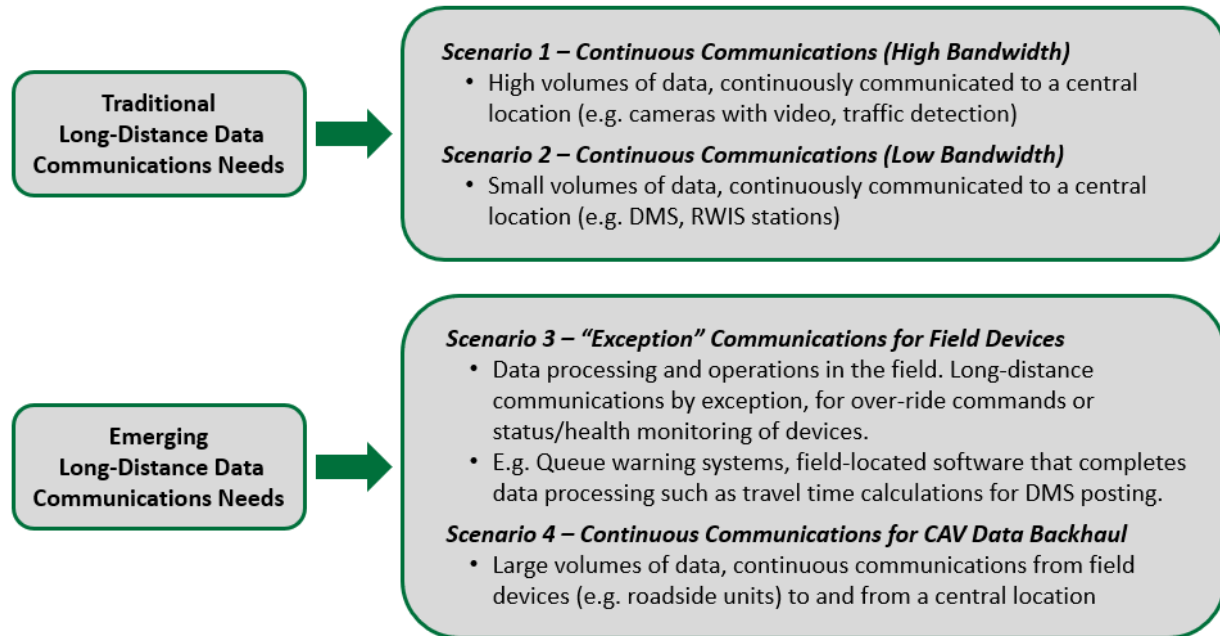 Traditional
Long-Distance Data
Communications Needs
Scenario 1 – Continuous Communications (High Bandwidth)
• High volumes of data, continuously communicated to a central
location (e.g. cameras with video, traffic detection)
Scenario 2 – Continuous Communications (Low Bandwidth)
• Small volumes of data, continuously communicated to a central
location (e.g. DMS, RWIS stations)
Emerging
Long-Distance Data
Communications Needs
Scenario 3 – “Exception” Communications for Field Devices
• Data processing and operations in the field. Long-distance
communications by exception, for over-ride commands or
status/health monitoring of devices.
• E.g. Queue warning systems, field-located software that completes
data processing such as travel time calculations for DMS posting.
Scenario 4 – Continuous Communications for CAV Data Backhaul
• Large volumes of data, continuous communications from field
devices (e.g. roadside units) to and from a central location